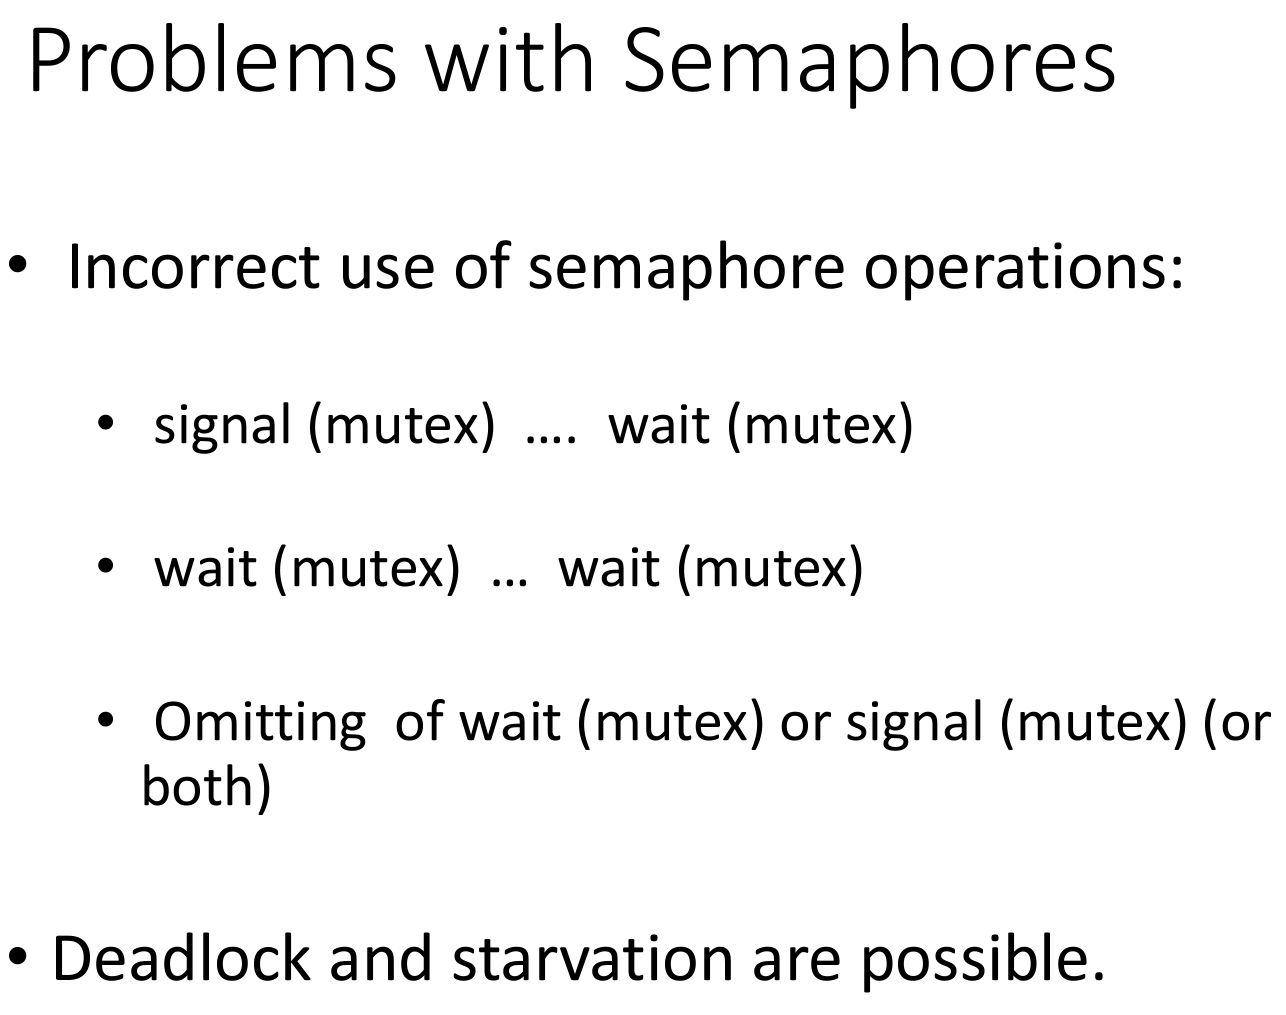 Problems with Semaphores
• Incorrect use of semaphore operations:
• signal (mutex) .... wait (mutex)
• wait (mutex) ... wait (mutex)
• Omitting of wait (mutex) or signal (mutex) (or
both)
• Deadlock and starvation are possible.